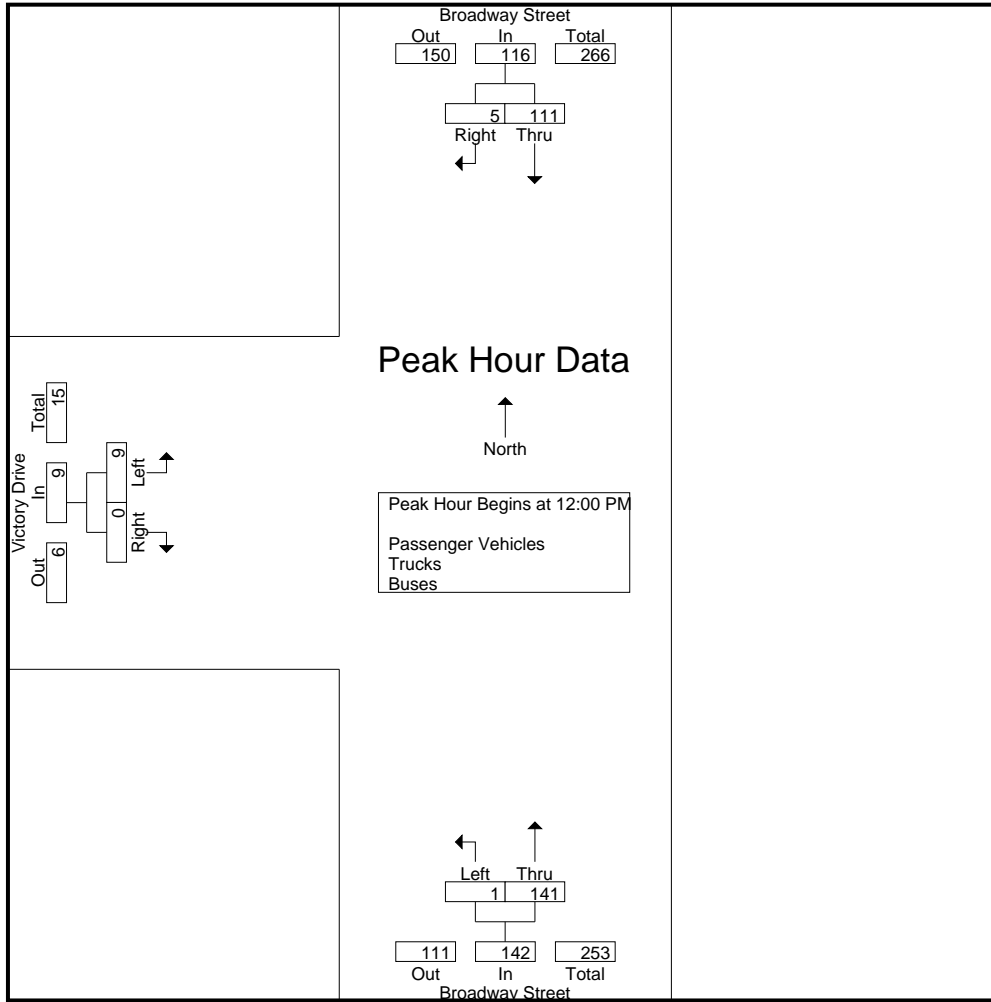 Broadway Street
Out In Total
150 116 266
5 111
Right Thru
Peak Hour Data
North
Peak Hour Begins at 12:00 PM
Passenger Vehicles
Trucks
Buses
Victory Drive
Out In Total
6 9 15
Right Left
0 9
Left Thru
1 141
111 142 253
Out In Total
Broadway Street